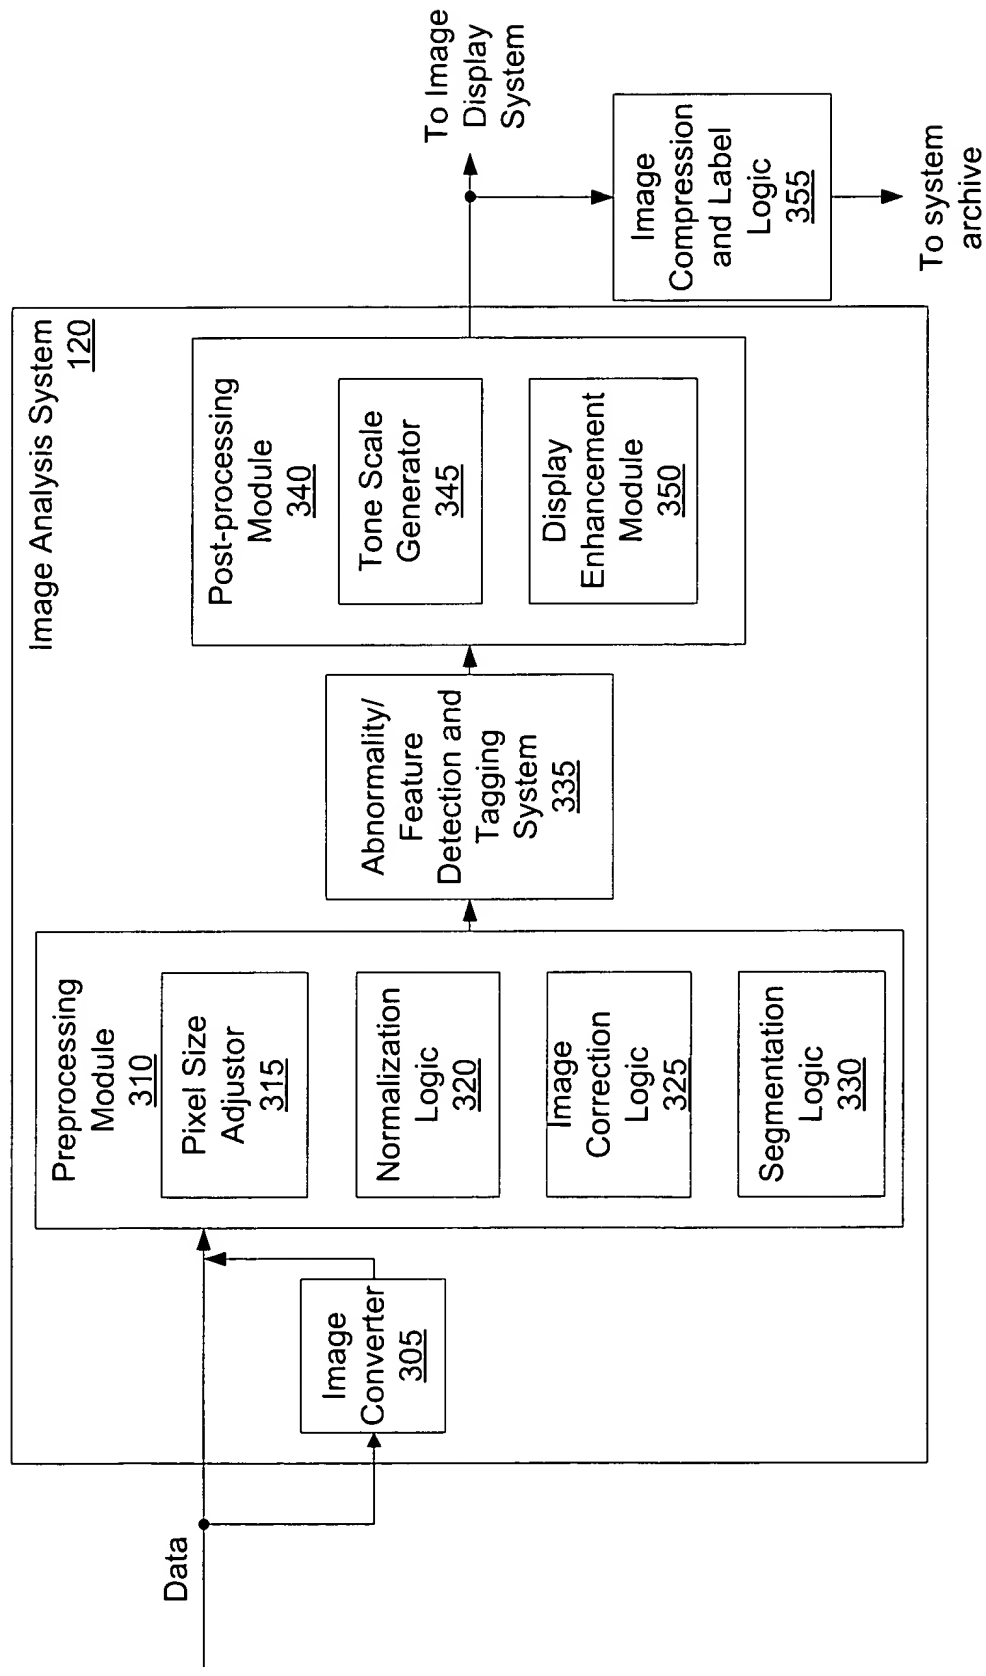 Image Analysis System
120
Data
Image
Converter
305
Preprocessing
Module
310
Pixel Size
Adjustor
315
Normalization
Logic
320
Image
Correction
Logic
325
Segmentation
Logic
330
Abnormality/
Feature
Detection and
Tagging
System
335
Post-processing
Module
340
Tone Scale
Generator
345
Display
Enhancement
Module
350
To Image
Display
System
Image
Compression
and Label
Logic
355
To system
archive